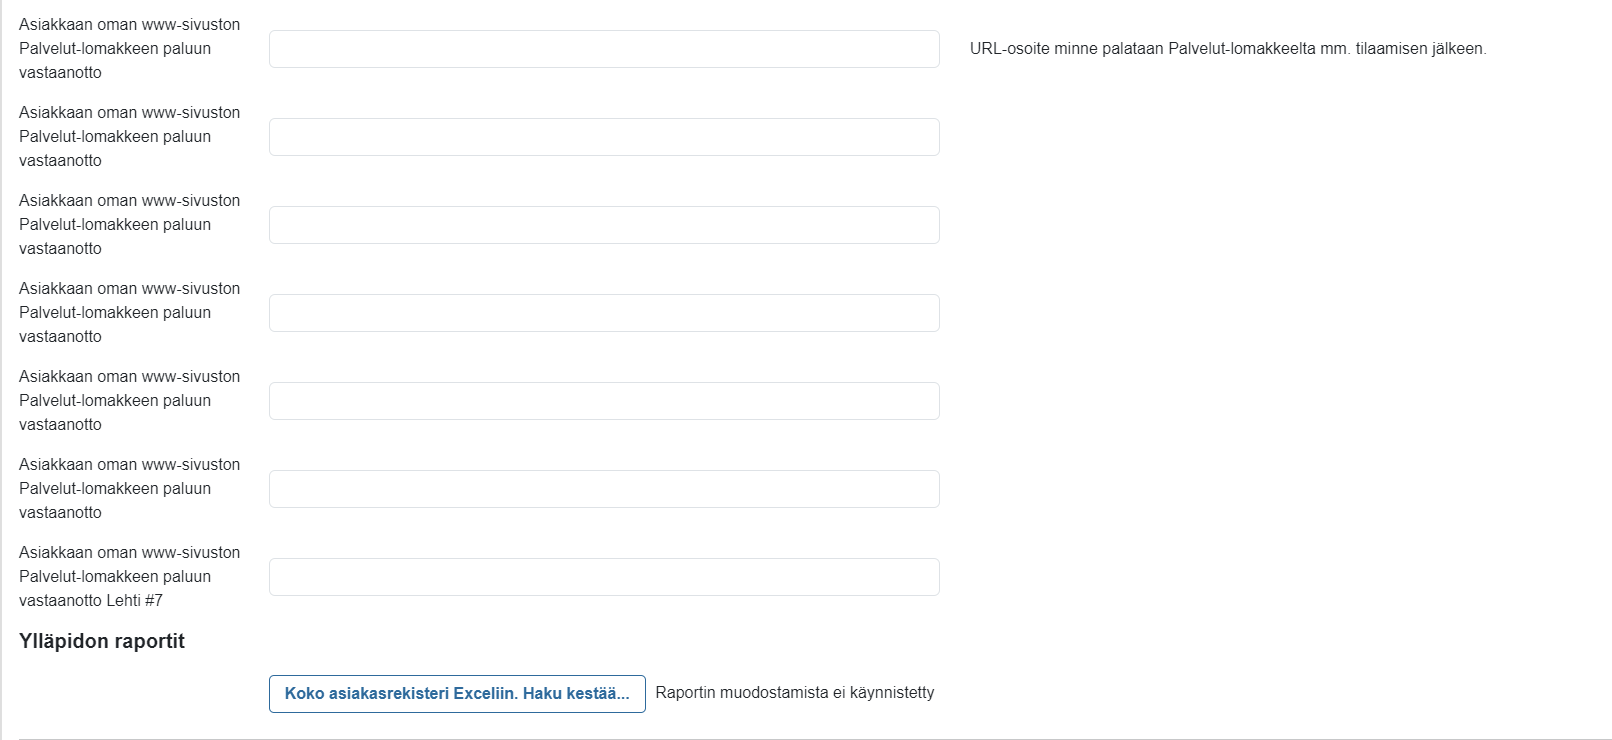 Asiakkaan oman www-sivuston
Palvelut-lomakkeen paluun
vastaanotto
URL-osoite minne palataan Palvelut-lomakkeelta mm. tilaamisen jälkeen.
Asiakkaan oman www-sivuston
Palvelut-lomakkeen paluun
vastaanotto
Asiakkaan oman www-sivuston
Palvelut-lomakkeen paluun
vastaanotto
Asiakkaan oman www-sivuston
Palvelut-lomakkeen paluun
vastaanotto
Asiakkaan oman www-sivuston
Palvelut-lomakkeen paluun
vastaanotto
Asiakkaan oman www-sivuston
Palvelut-lomakkeen paluun
vastaanotto
Asiakkaan oman www-sivuston
Palvelut-lomakkeen paluun
vastaanotto Lehti #7
Ylläpidon raportit
Koko asiakasrekisteri Exceliin. Haku kestää... Raportin muodostamista ei käynnistetty